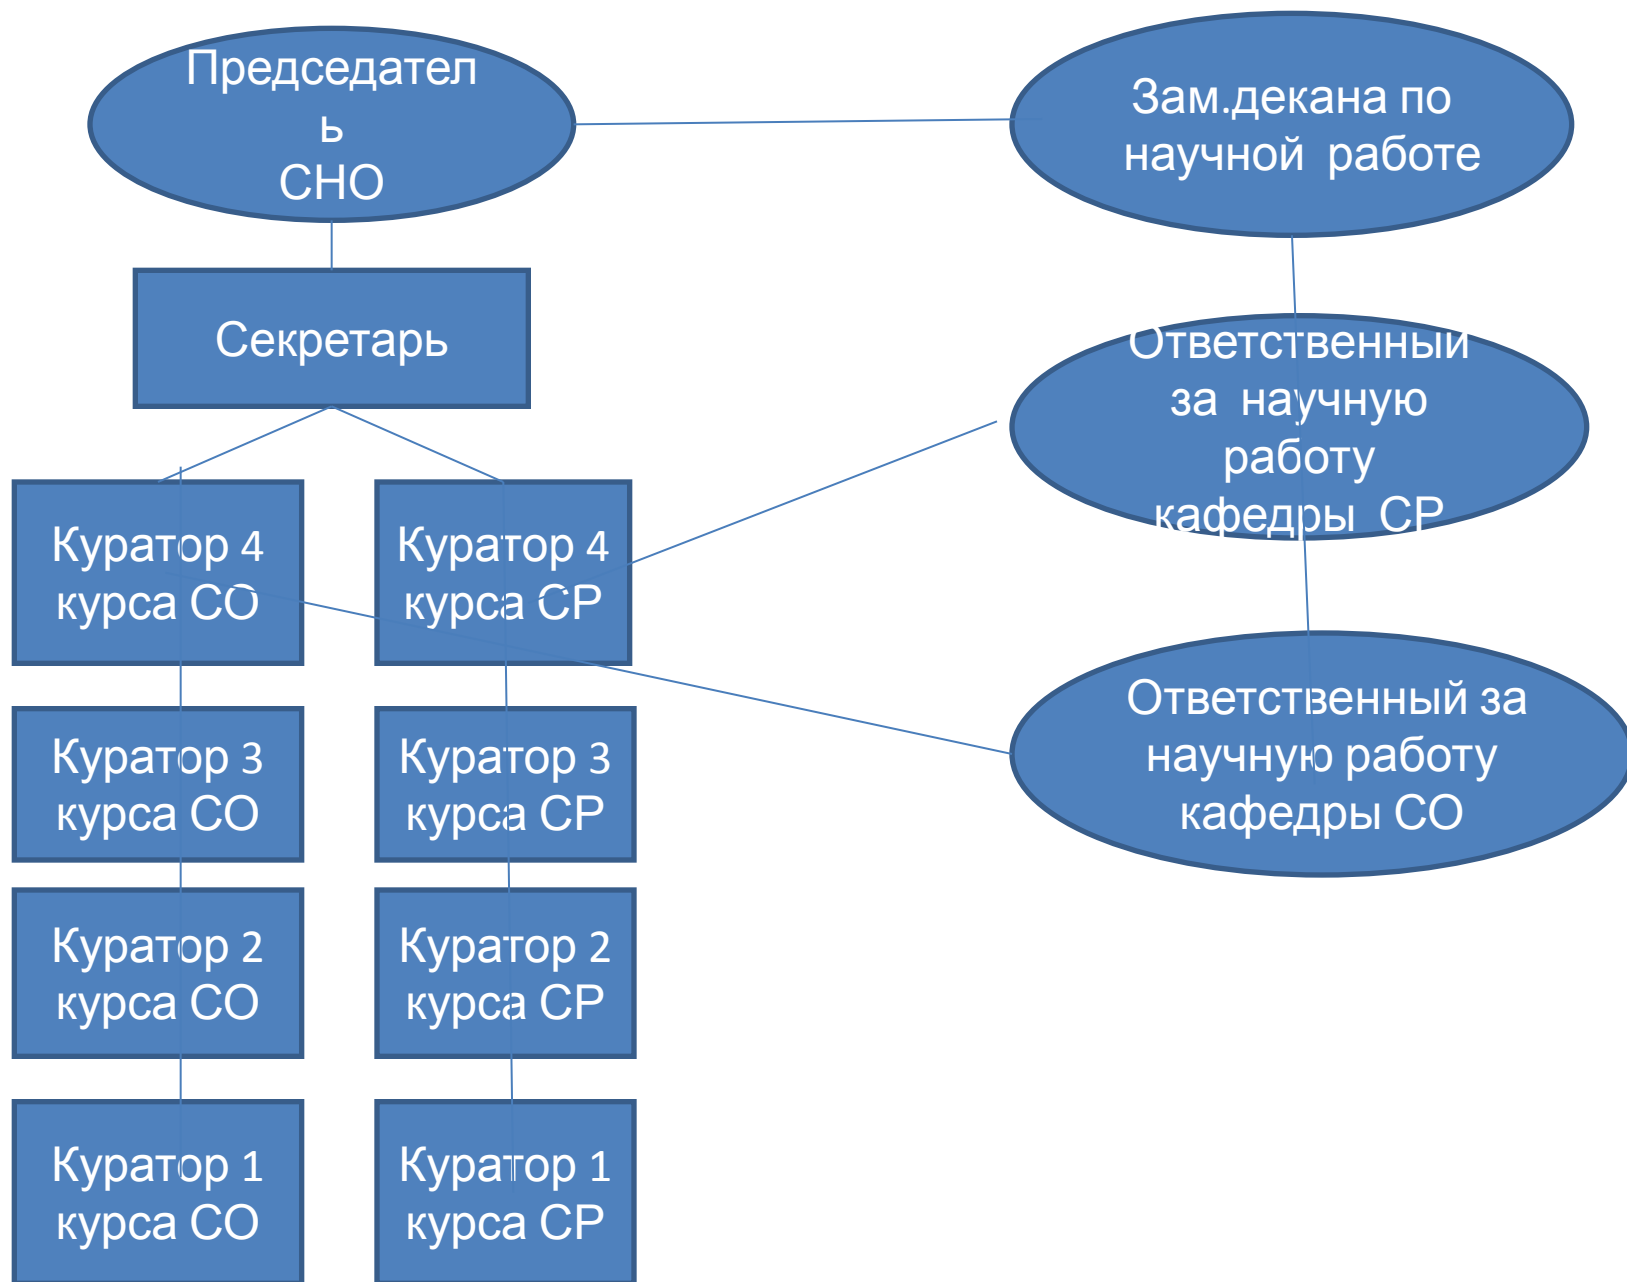 Председател
ь
СНО
Зам.декана по
научной работе
Секретарь
Ответственный
за научную
работу
кафедры СР
Куратор 4
курса СО
Куратор 4
курса СР
Ответственный за
научную работу
кафедры СО
Куратор 3
курса СО
Куратор 3
курса СР
Куратор 2
курса СО
Куратор 2
курса СР
Куратор 1
курса СО
Куратор 1
курса СР